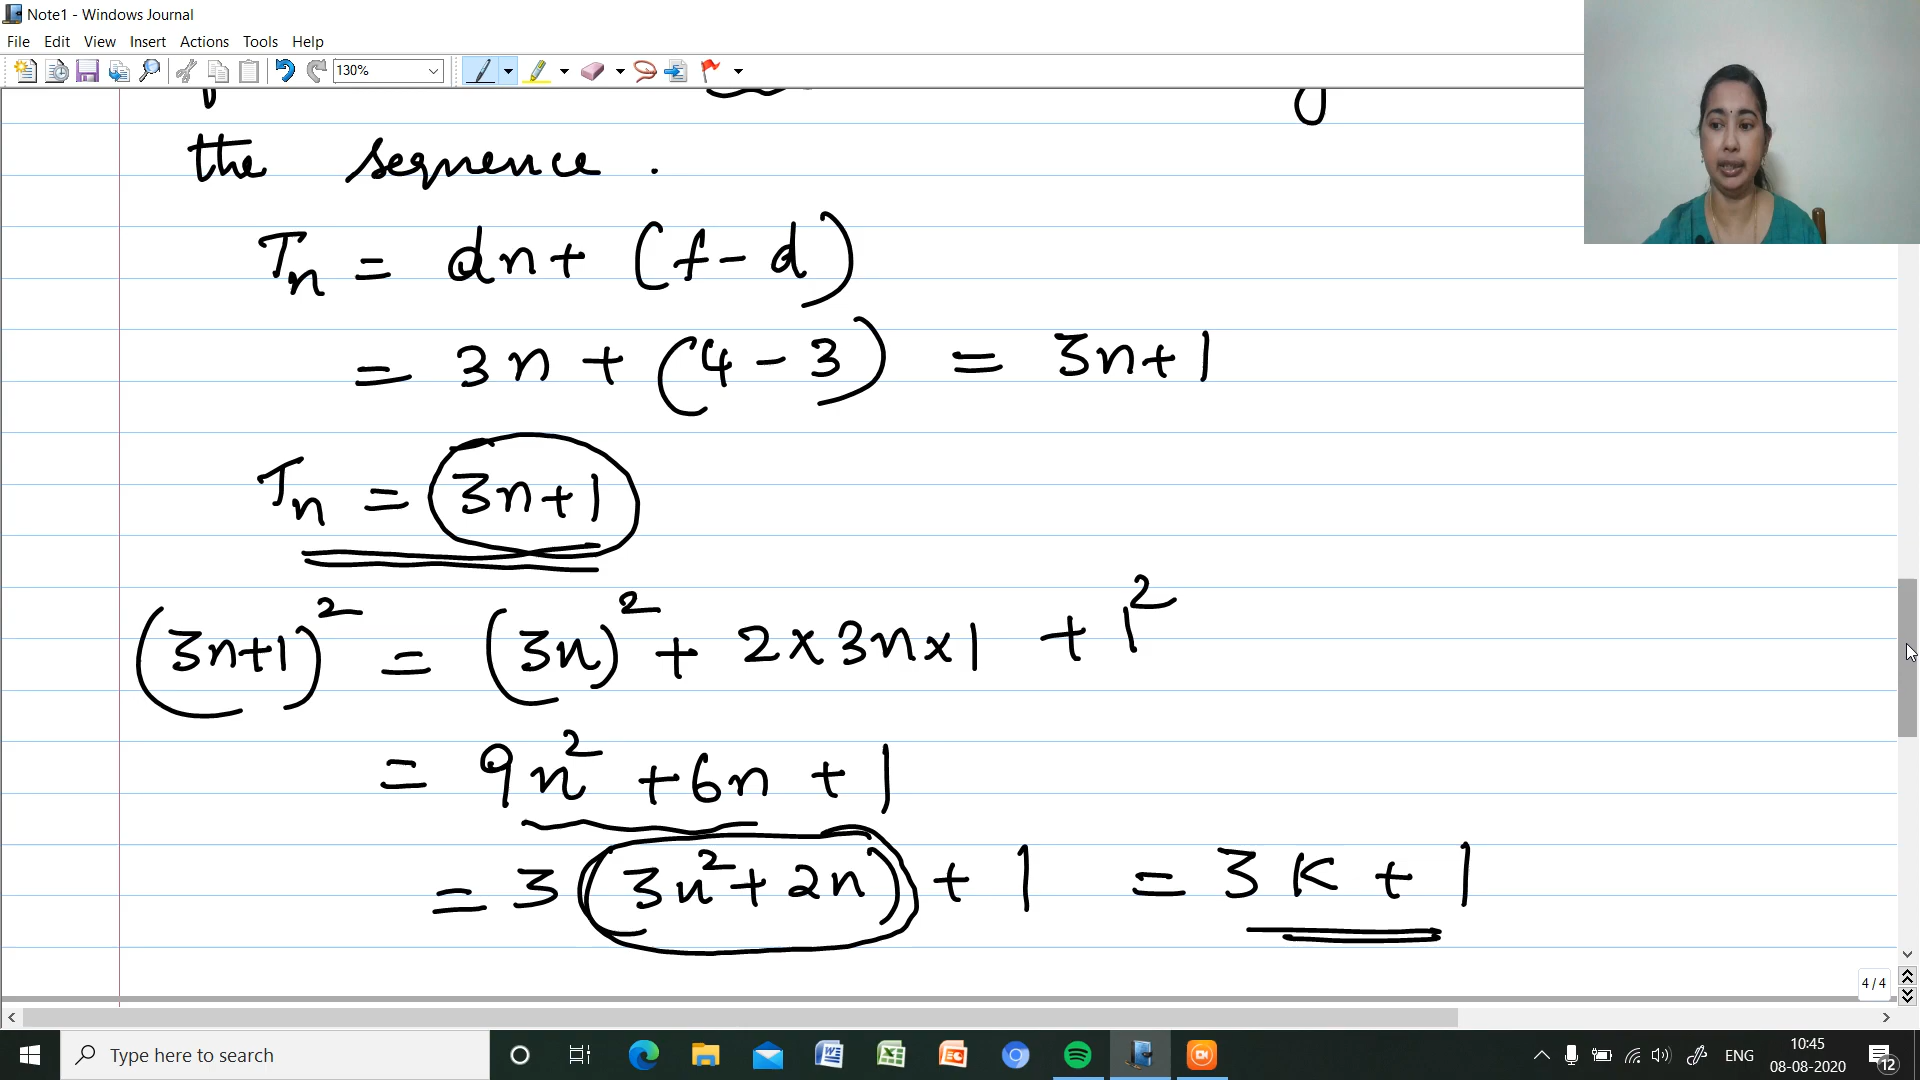 Note1 - Windows Journal
File Edit View Insert Actions Tools Help
130%
the sequence.
Tn = dn + (f - d)
= 3n + (4 - 3) = 3n+1
Tn = 3n+1
(3n+1)² = (3n)² + 2×3n×1 + 1²
= 9n² + 6n + 1
= 3(3n² + 2n) + 1 = 3K + 1
4 / 4
Type here to search
ENG
10:45
08-08-2020
12